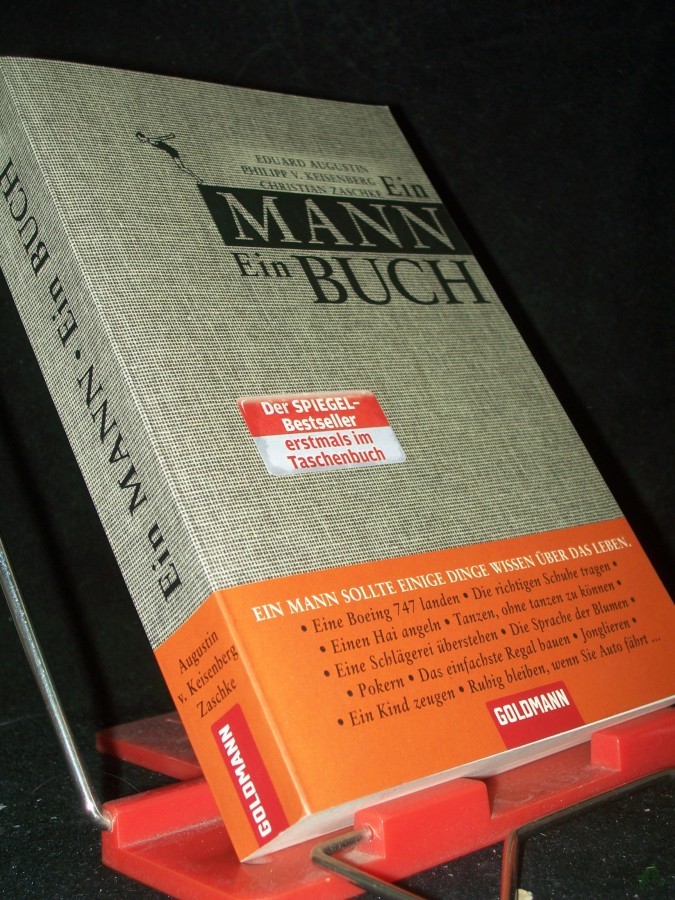 EDUARD AUGUSTIN
PHILIPP V. KEISENBERG
CHRISTIAN ZASCHKE
Ein
MANN
Ein BUCH
Der SPIEGEL-
Bestseller
erstmals im
Taschenbuch
EIN MANN SOLLTE EINIGE DINGE WISSEN ÜBER DAS LEBEN.
• Eine Boeing 747 landen • Die richtigen Schuhe tragen •
Einen Hai angeln • Tanzen, ohne tanzen zu können •
• Eine Schlägerei überstehen • Die Sprache der Blumen •
• Pokern • Das einfachste Regal bauen • Jonglieren •
• Ein Kind zeugen • Ruhig bleiben, wenn Sie Auto fährt ...
GOLDMANN
Ein MANN • Ein BUCH
Augustin
v. Keisenberg
Zaschke
GOLDMANN